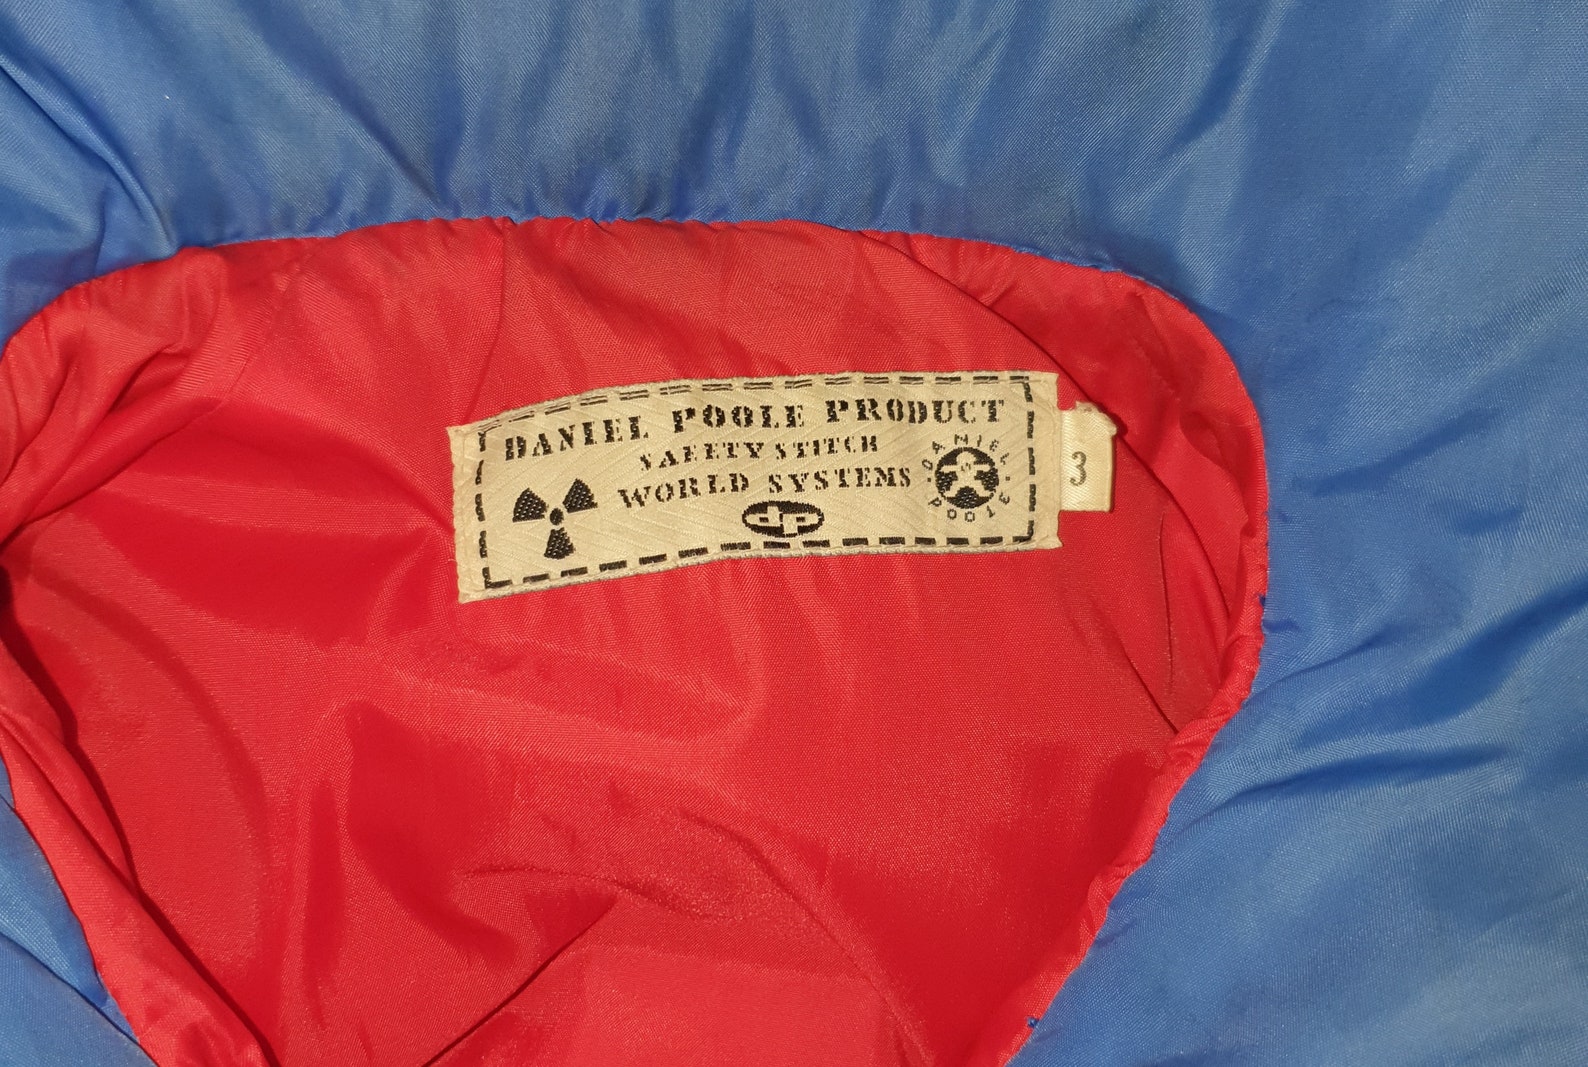 DANIEL POOLE PRODUCT
SAFETY STITCH
WORLD SYSTEMS
dp
DANIEL · POOLE ·
3